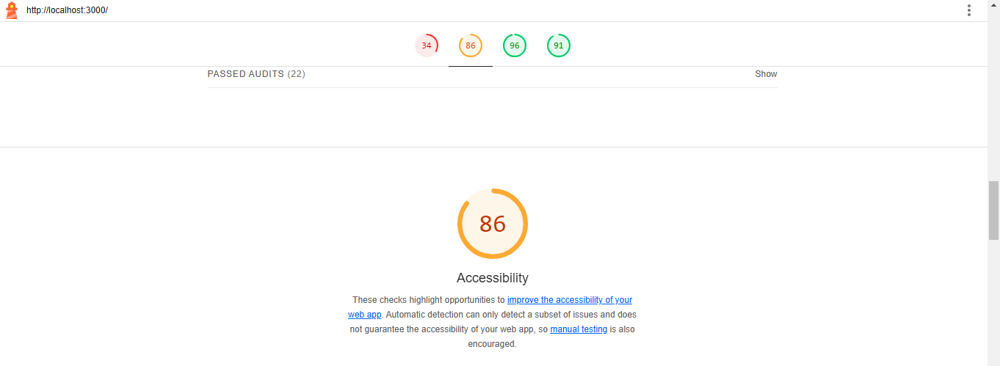 http://localhost:3000/
34 86 96 91
PASSED AUDITS (22) Show
86
Accessibility
These checks highlight opportunities to improve the accessibility of your
web app. Automatic detection can only detect a subset of issues and does
not guarantee the accessibility of your web app, so manual testing is also
encouraged.